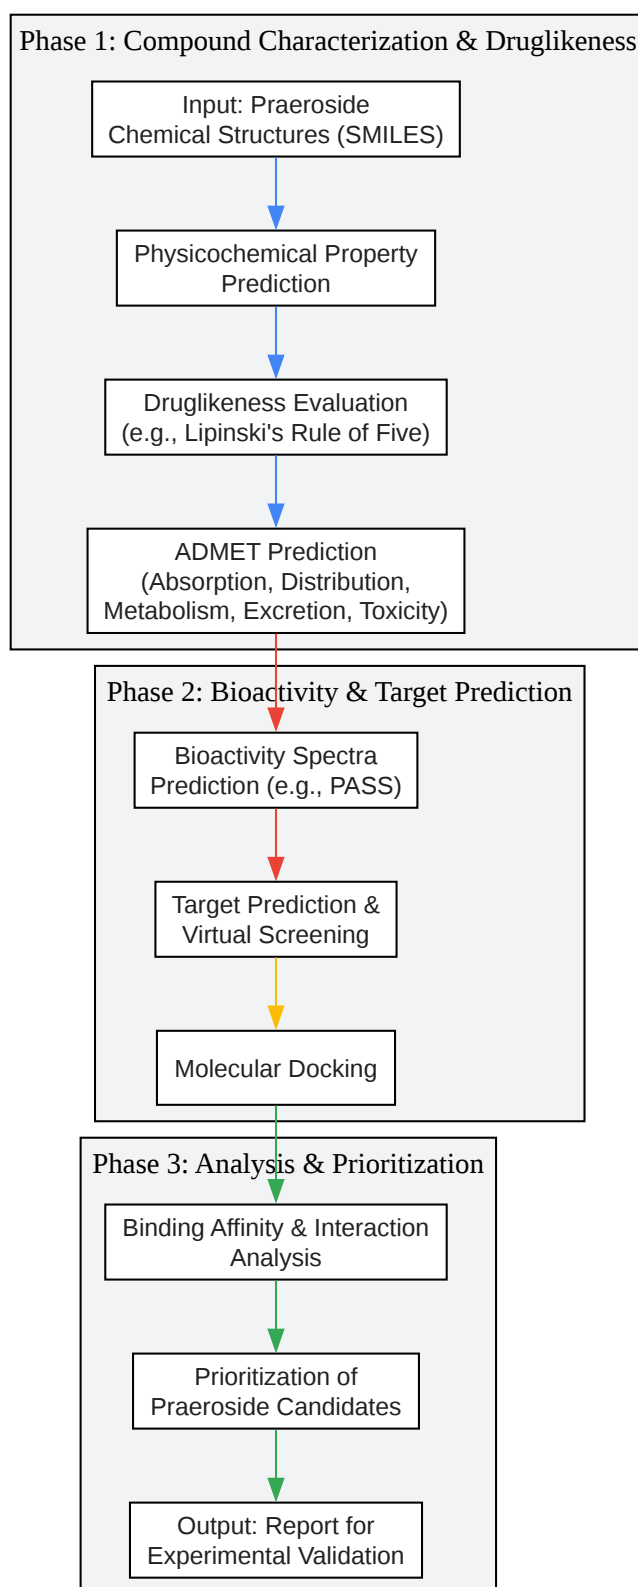 Phase 1: Compound Characterization & Druglikeness
Input: Praeroside
Chemical Structures (SMILES)
Physicochemical Property
Prediction
Druglikeness Evaluation
(e.g., Lipinski's Rule of Five)
ADMET Prediction
(Absorption, Distribution,
Metabolism, Excretion, Toxicity)
Phase 2: Bioactivity & Target Prediction
Bioactivity Spectra
Prediction (e.g., PASS)
Target Prediction &
Virtual Screening
Molecular Docking
Phase 3: Analysis & Prioritization
Binding Affinity & Interaction
Analysis
Prioritization of
Praeroside Candidates
Output: Report for
Experimental Validation